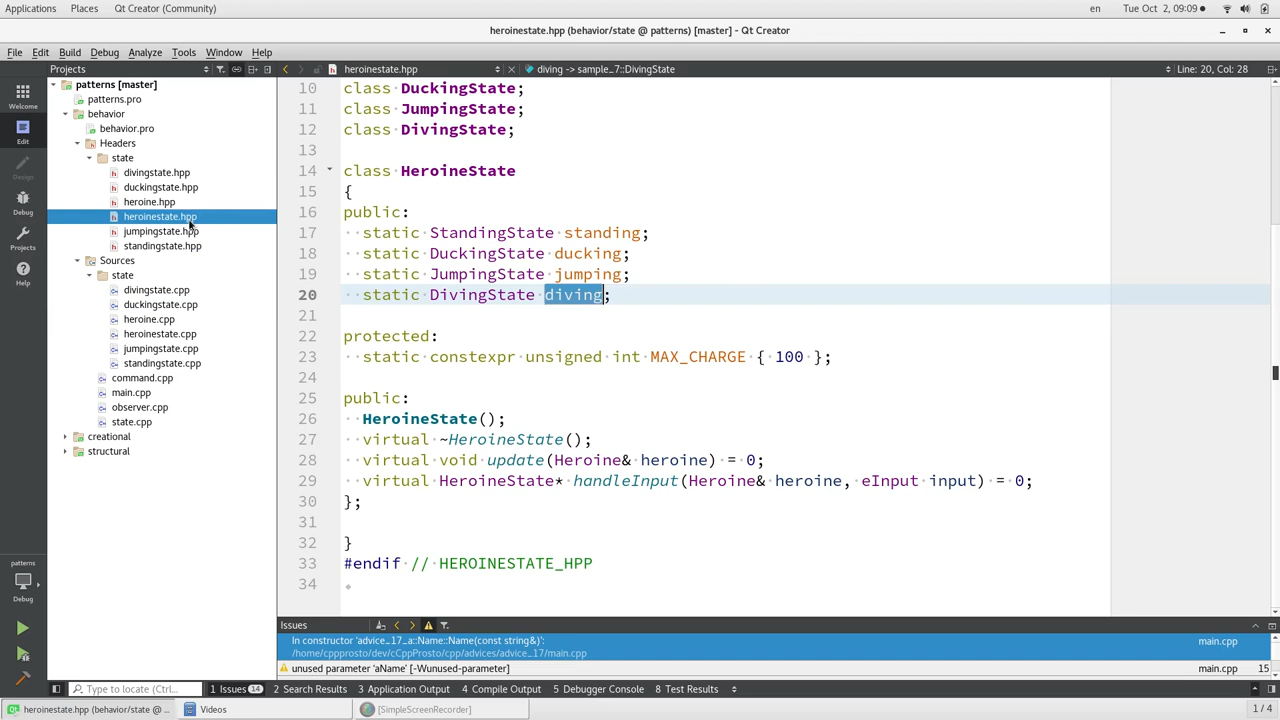 Applications Places Qt Creator (Community) en Tue Oct 2, 09:09
heroinestate.hpp (behavior/state @ patterns) [master] - Qt Creator
File Edit Build Debug Analyze Tools Window Help
Projects heroinestate.hpp diving -> sample_7::DivingState Line: 20, Col: 28
Welcome
Edit
Design
Debug
Projects
Help
patterns
Debug
patterns [master]
patterns.pro
behavior
behavior.pro
Headers
state
divingstate.hpp
duckingstate.hpp
heroine.hpp
heroinestate.hpp
jumpingstate.hpp
standingstate.hpp
Sources
state
divingstate.cpp
duckingstate.cpp
heroine.cpp
heroinestate.cpp
jumpingstate.cpp
standingstate.cpp
command.cpp
main.cpp
observer.cpp
state.cpp
creational
structural
10 class DuckingState;
11 class JumpingState;
12 class DivingState;
13
14 class HeroineState
15 {
16 public:
17 static StandingState standing;
18 static DuckingState ducking;
19 static JumpingState jumping;
20 static DivingState diving;
21
22 protected:
23 static constexpr unsigned int MAX_CHARGE { 100 };
24
25 public:
26 HeroineState();
27 virtual ~HeroineState();
28 virtual void update(Heroine& heroine) = 0;
29 virtual HeroineState* handleInput(Heroine& heroine, eInput input) = 0;
30 };
31
32 }
33 #endif // HEROINESTATE_HPP
34
Issues
In constructor 'advice_17_a::Name::Name(const string&)': main.cpp
/home/cppprosto/dev/cCppProsto/cpp/advices/advice_17/main.cpp
unused parameter 'aName' [-Wunused-parameter] main.cpp 15
Type to locate (Ctrl... 1 Issues 14 2 Search Results 3 Application Output 4 Compile Output 5 Debugger Console 8 Test Results
heroinestate.hpp (behavior/state @ ... Videos [SimpleScreenRecorder] 1 / 4